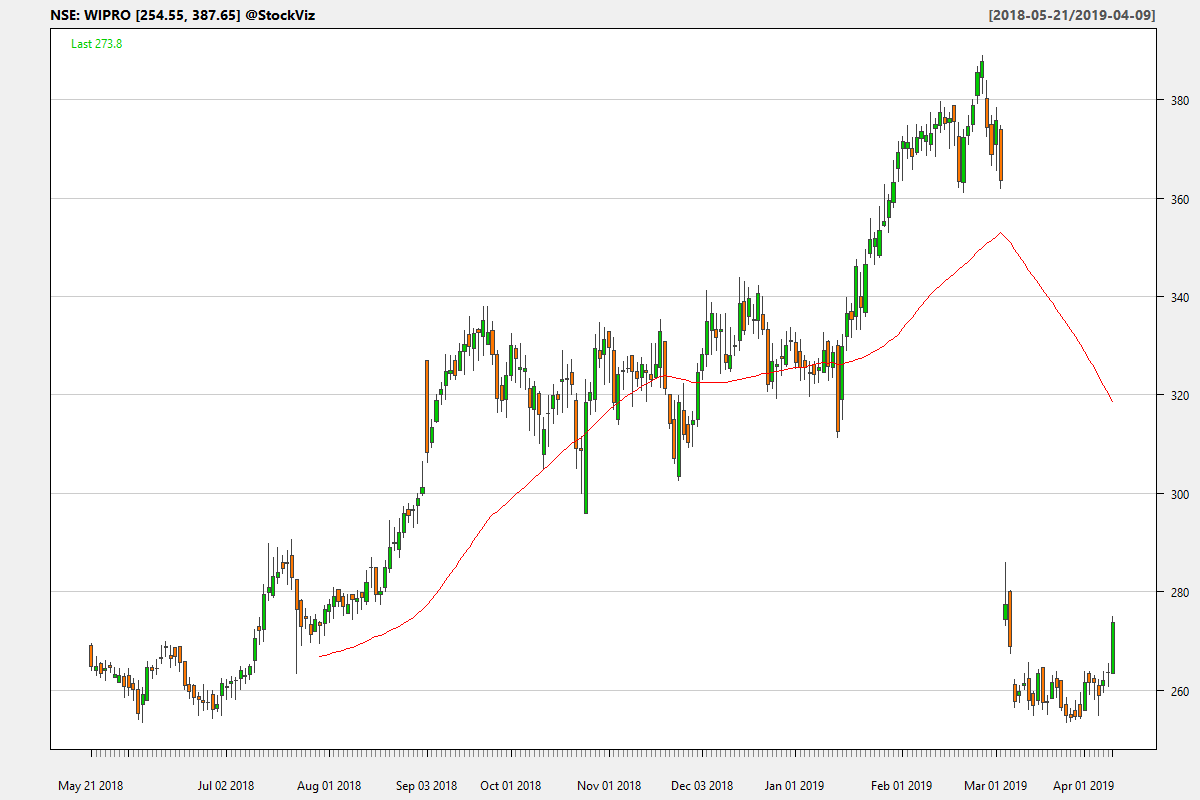 NSE: WIPRO [254.55, 387.65] @StockViz [2018-05-21/2019-04-09]
Last 273.8
380
360
340
320
300
280
260
May 21 2018 Jul 02 2018 Aug 01 2018 Sep 03 2018 Oct 01 2018 Nov 01 2018 Dec 03 2018 Jan 01 2019 Feb 01 2019 Mar 01 2019 Apr 01 2019